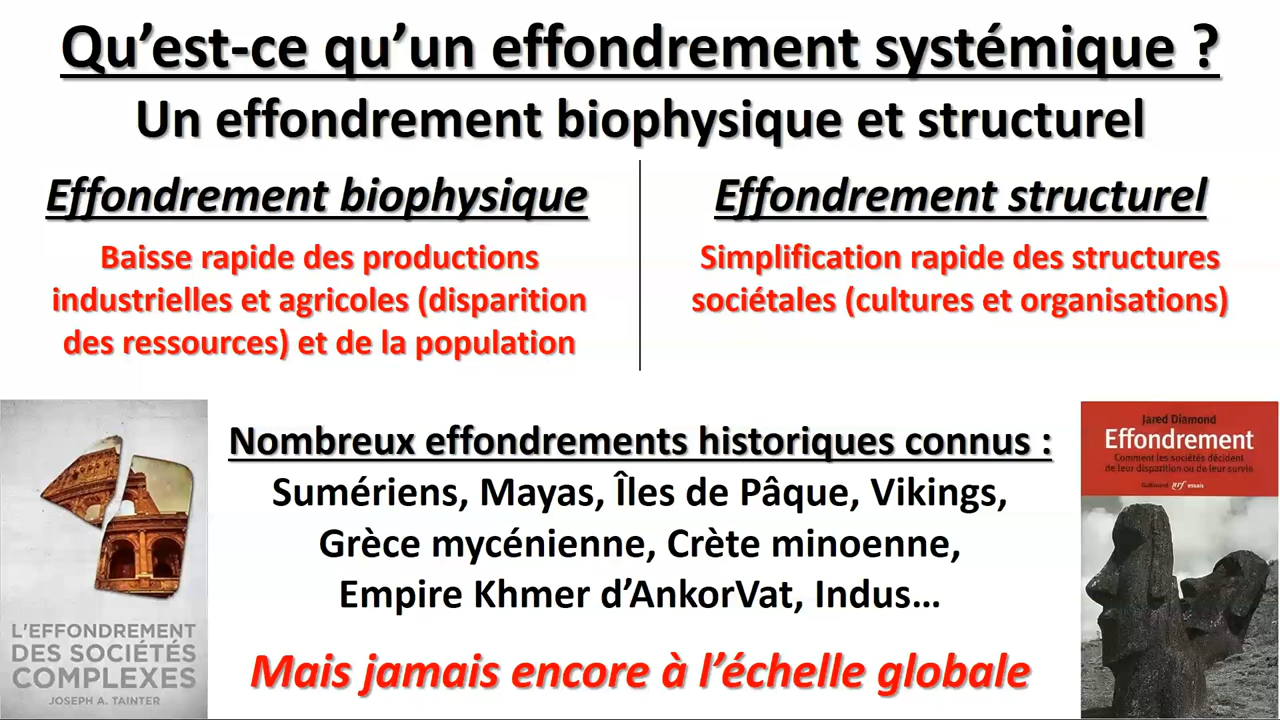 Qu’est-ce qu’un effondrement systémique ?
Un effondrement biophysique et structurel
Effondrement biophysique
Baisse rapide des productions
industrielles et agricoles (disparition
des ressources) et de la population
Effondrement structurel
Simplification rapide des structures
sociétales (cultures et organisations)
L'EFFONDREMENT
DES SOCIÉTÉS
COMPLEXES
JOSEPH A. TAINTER
Nombreux effondrements historiques connus :
Sumériens, Mayas, Îles de Pâque, Vikings,
Grèce mycénienne, Crète minoenne,
Empire Khmer d’AnkorVat, Indus…
Mais jamais encore à l’échelle globale
Jared Diamond
Effondrement
Comment les sociétés décident
de leur disparition ou de leur survie
Gallimard nrf essais